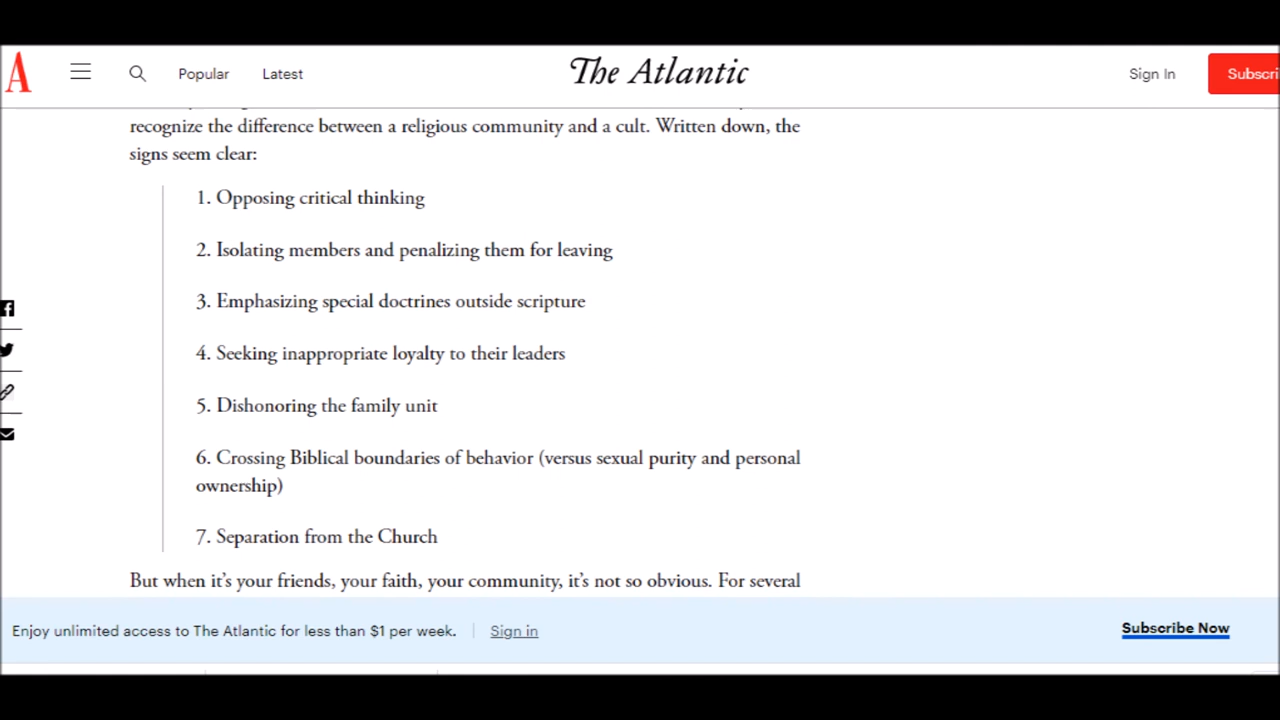 A
Popular
Latest
The Atlantic
Sign In
Subscri
recognize the difference between a religious community and a cult. Written down, the
signs seem clear:
1. Opposing critical thinking
2. Isolating members and penalizing them for leaving
3. Emphasizing special doctrines outside scripture
4. Seeking inappropriate loyalty to their leaders
5. Dishonoring the family unit
6. Crossing Biblical boundaries of behavior (versus sexual purity and personal
ownership)
7. Separation from the Church
But when it’s your friends, your faith, your community, it’s not so obvious. For several
Enjoy unlimited access to The Atlantic for less than $1 per week.
Sign in
Subscribe Now